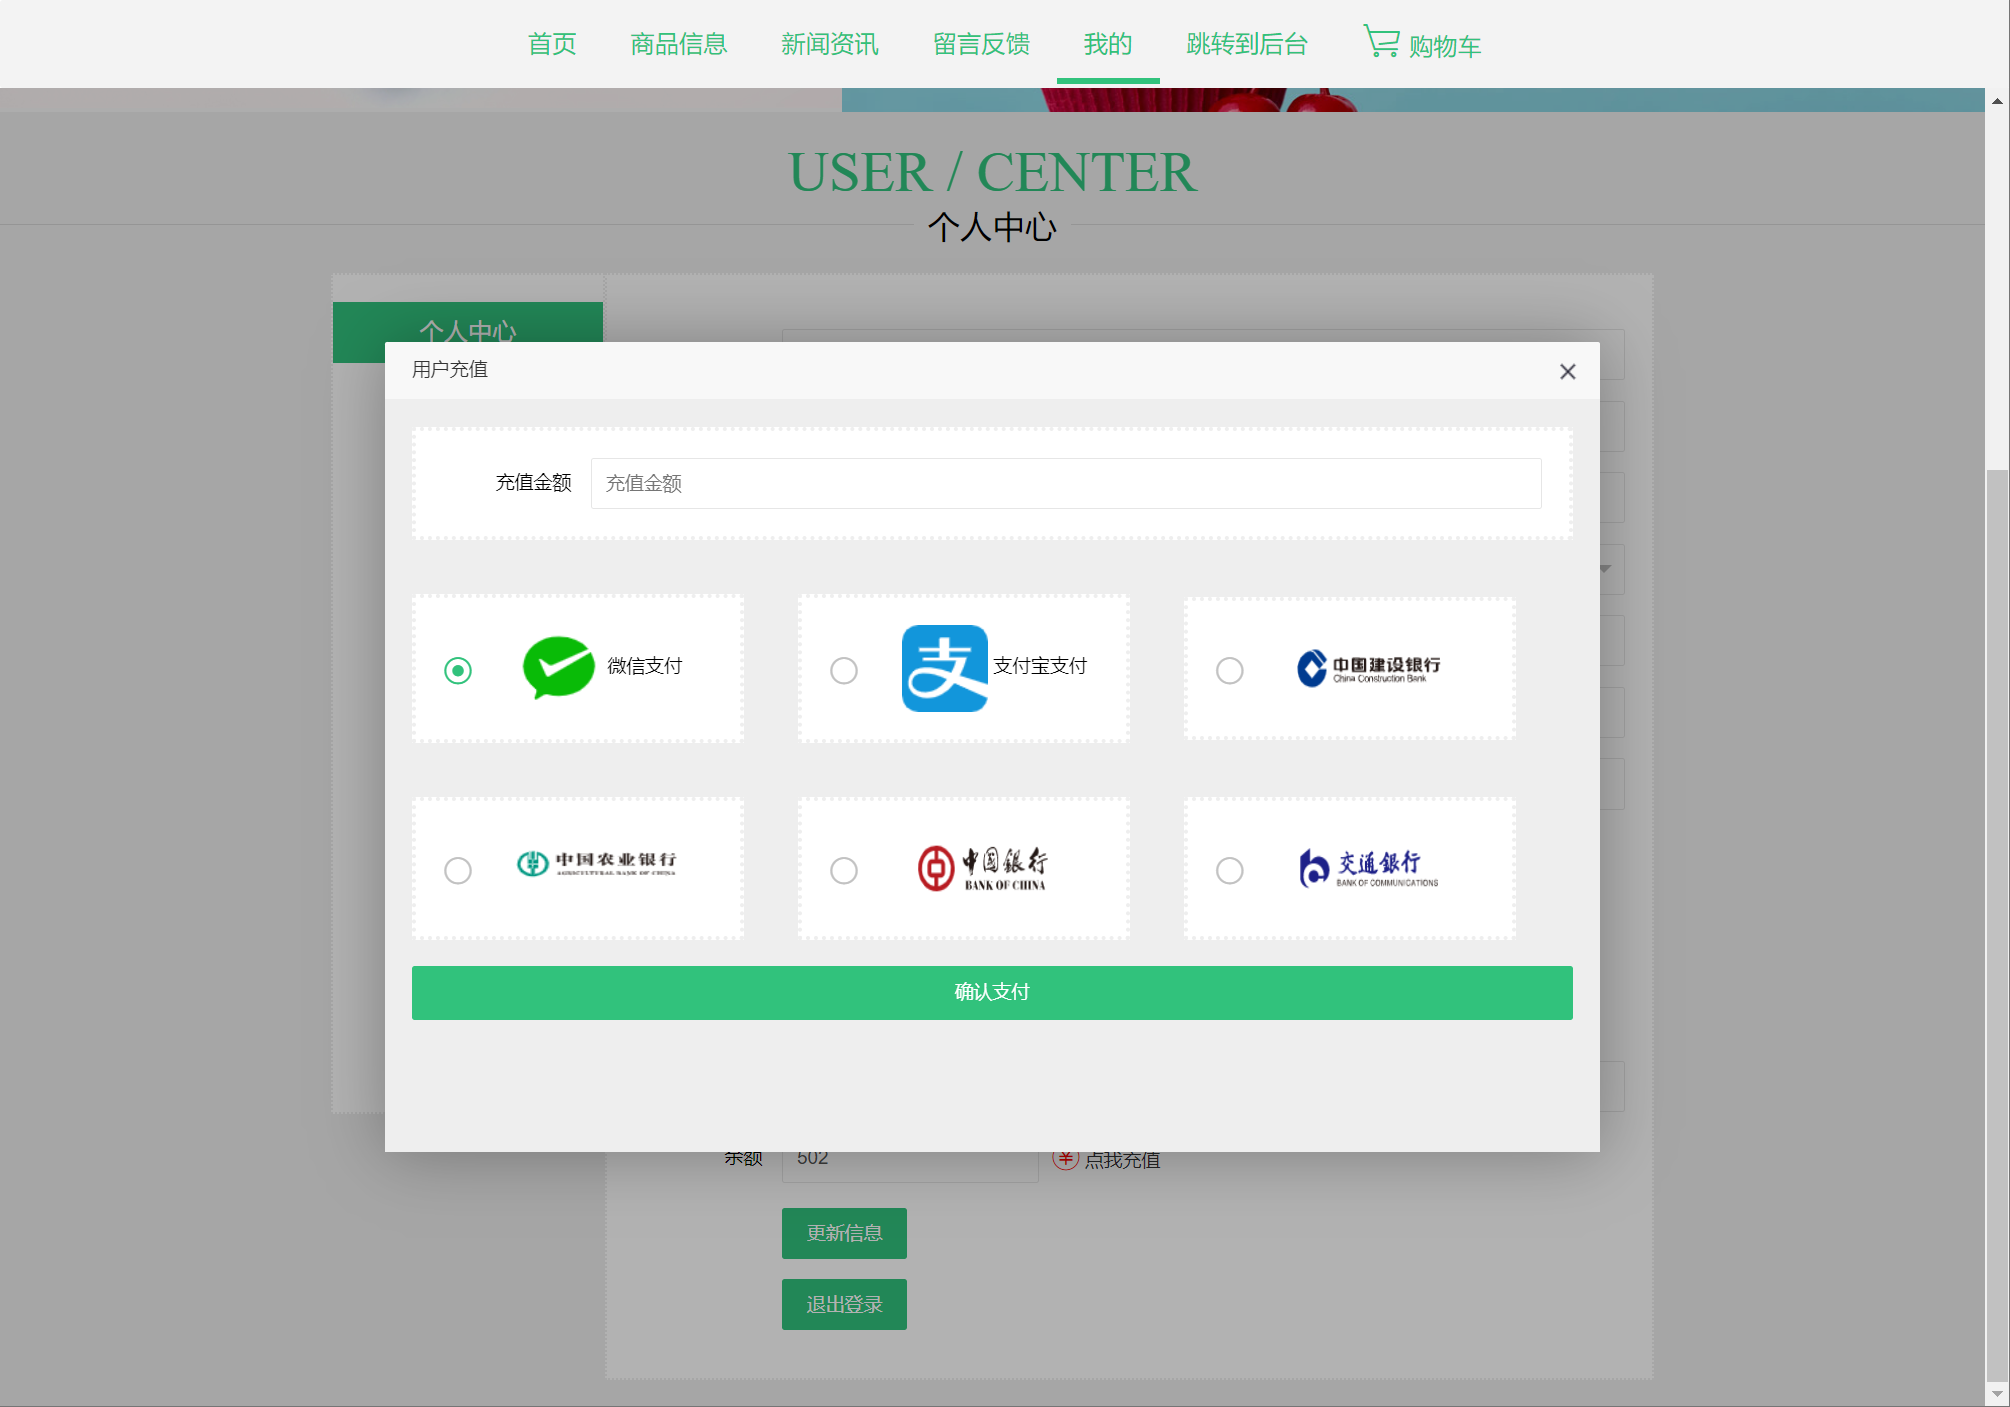 首页 商品信息 新闻资讯 留言反馈 我的 跳转到后台 购物车
USER / CENTER
个人中心
个人中心
用户充值
充值金额 充值金额
微信支付 支付宝支付 中国建设银行
China Construction Bank
中国农业银行 中國銀行 交通銀行
AGRICULTURAL BANK OF CHINA BANK OF CHINA BANK OF COMMUNICATIONS
确认支付
余额 502 点我充值
更新信息
退出登录